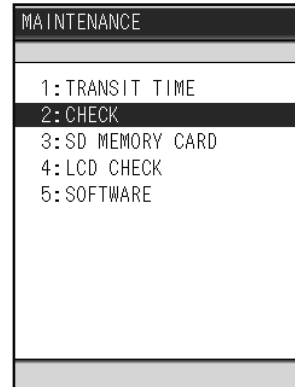 MAINTENANCE
1:TRANSIT TIME
2:CHECK
3:SD MEMORY CARD
4:LCD CHECK
5:SOFTWARE